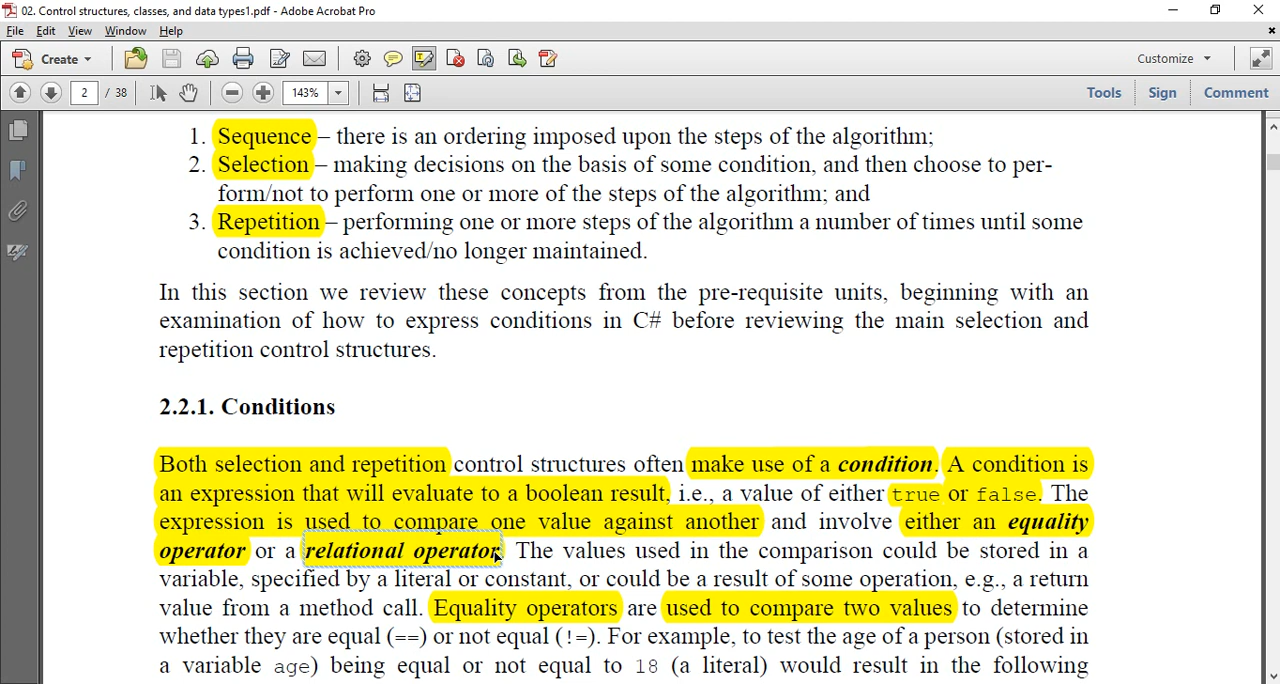 02. Control structures, classes, and data types1.pdf - Adobe Acrobat Pro
File Edit View Window Help
Create Customize
2 / 38 143% Tools Sign Comment
1. Sequence – there is an ordering imposed upon the steps of the algorithm;
2. Selection – making decisions on the basis of some condition, and then choose to per-
form/not to perform one or more of the steps of the algorithm; and
3. Repetition – performing one or more steps of the algorithm a number of times until some
condition is achieved/no longer maintained.
In this section we review these concepts from the pre-requisite units, beginning with an
examination of how to express conditions in C# before reviewing the main selection and
repetition control structures.
2.2.1. Conditions
Both selection and repetition control structures often make use of a condition. A condition is
an expression that will evaluate to a boolean result, i.e., a value of either true or false. The
expression is used to compare one value against another and involve either an equality
operator or a relational operator. The values used in the comparison could be stored in a
variable, specified by a literal or constant, or could be a result of some operation, e.g., a return
value from a method call. Equality operators are used to compare two values to determine
whether they are equal (==) or not equal (!=). For example, to test the age of a person (stored in
a variable age) being equal or not equal to 18 (a literal) would result in the following